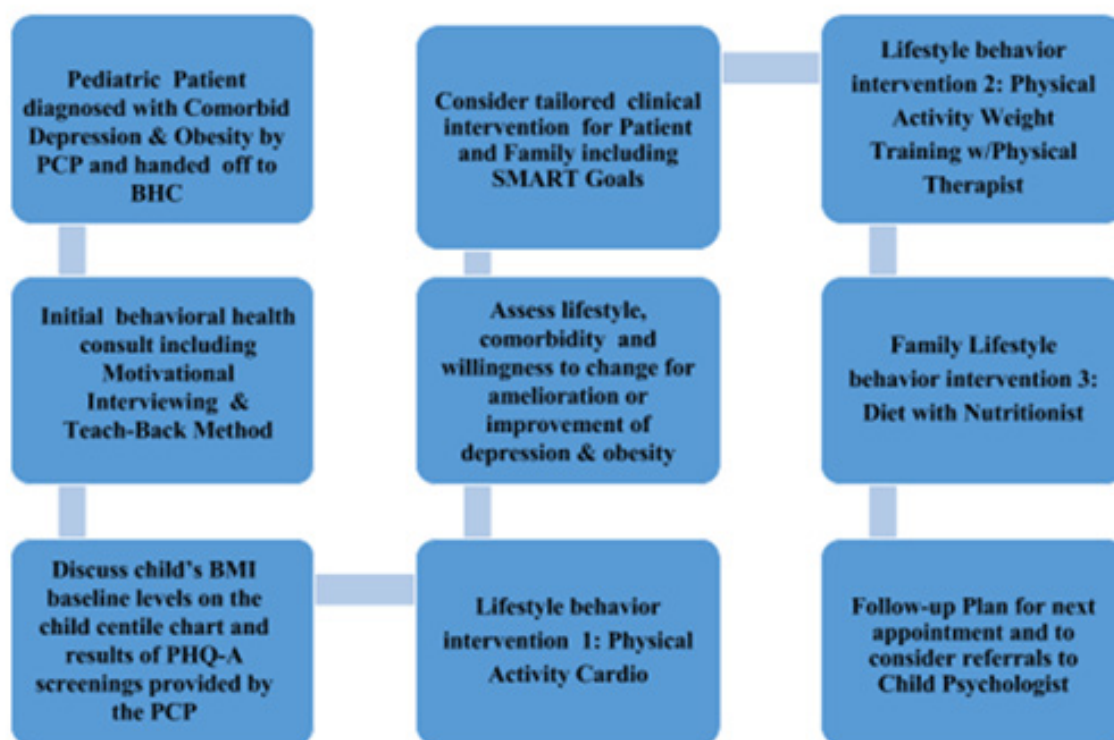 Pediatric Patient
diagnosed with Comorbid
Depression & Obesity by
PCP and handed off to
BHC
Initial behavioral health
consult including
Motivational
Interviewing &
Teach-Back Method
Discuss child's BMI
baseline levels on the
child centile chart and
results of PHQ-A
screenings provided by
the PCP
Lifestyle behavior
intervention 1: Physical
Activity Cardio
Assess lifestyle,
comorbidity and
willingness to change for
amelioration or
improvement of
depression & obesity
Consider tailored clinical
intervention for Patient
and Family including
SMART Goals
Lifestyle behavior
intervention 2: Physical
Activity Weight
Training w/Physical
Therapist
Family Lifestyle
behavior intervention 3:
Diet with Nutritionist
Follow-up Plan for next
appointment and to
consider referrals to
Child Psychologist